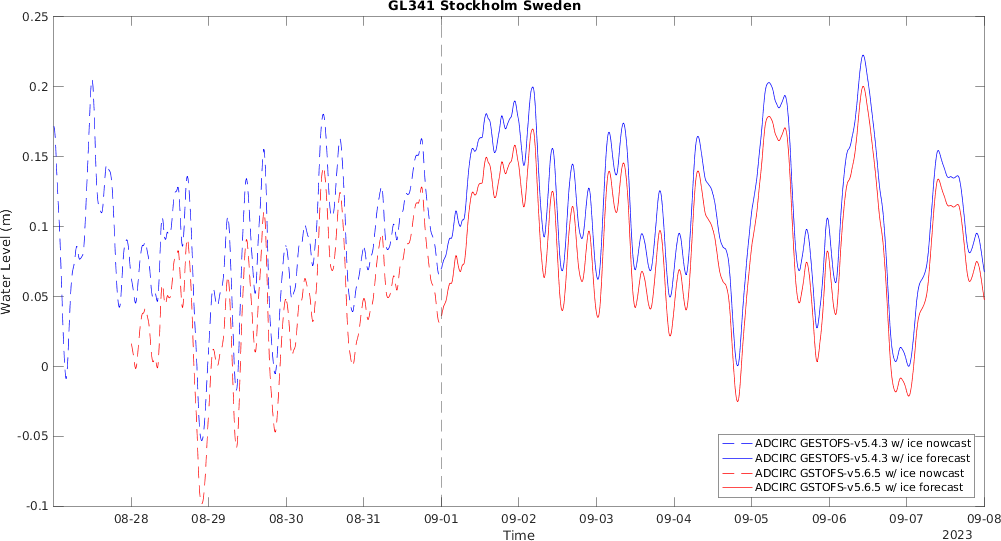 GL341 Stockholm Sweden
0.25
0.2
0.15
0.1
0.05
0
-0.05
-0.1
Water Level (m)
08-28 08-29 08-30 08-31 09-01 09-02 09-03 09-04 09-05 09-06 09-07 09-08
Time
2023
ADCIRC GESTOFS-v5.4.3 w/ ice nowcast
ADCIRC GESTOFS-v5.4.3 w/ ice forecast
ADCIRC GSTOFS-v5.6.5 w/ ice nowcast
ADCIRC GSTOFS-v5.6.5 w/ ice forecast